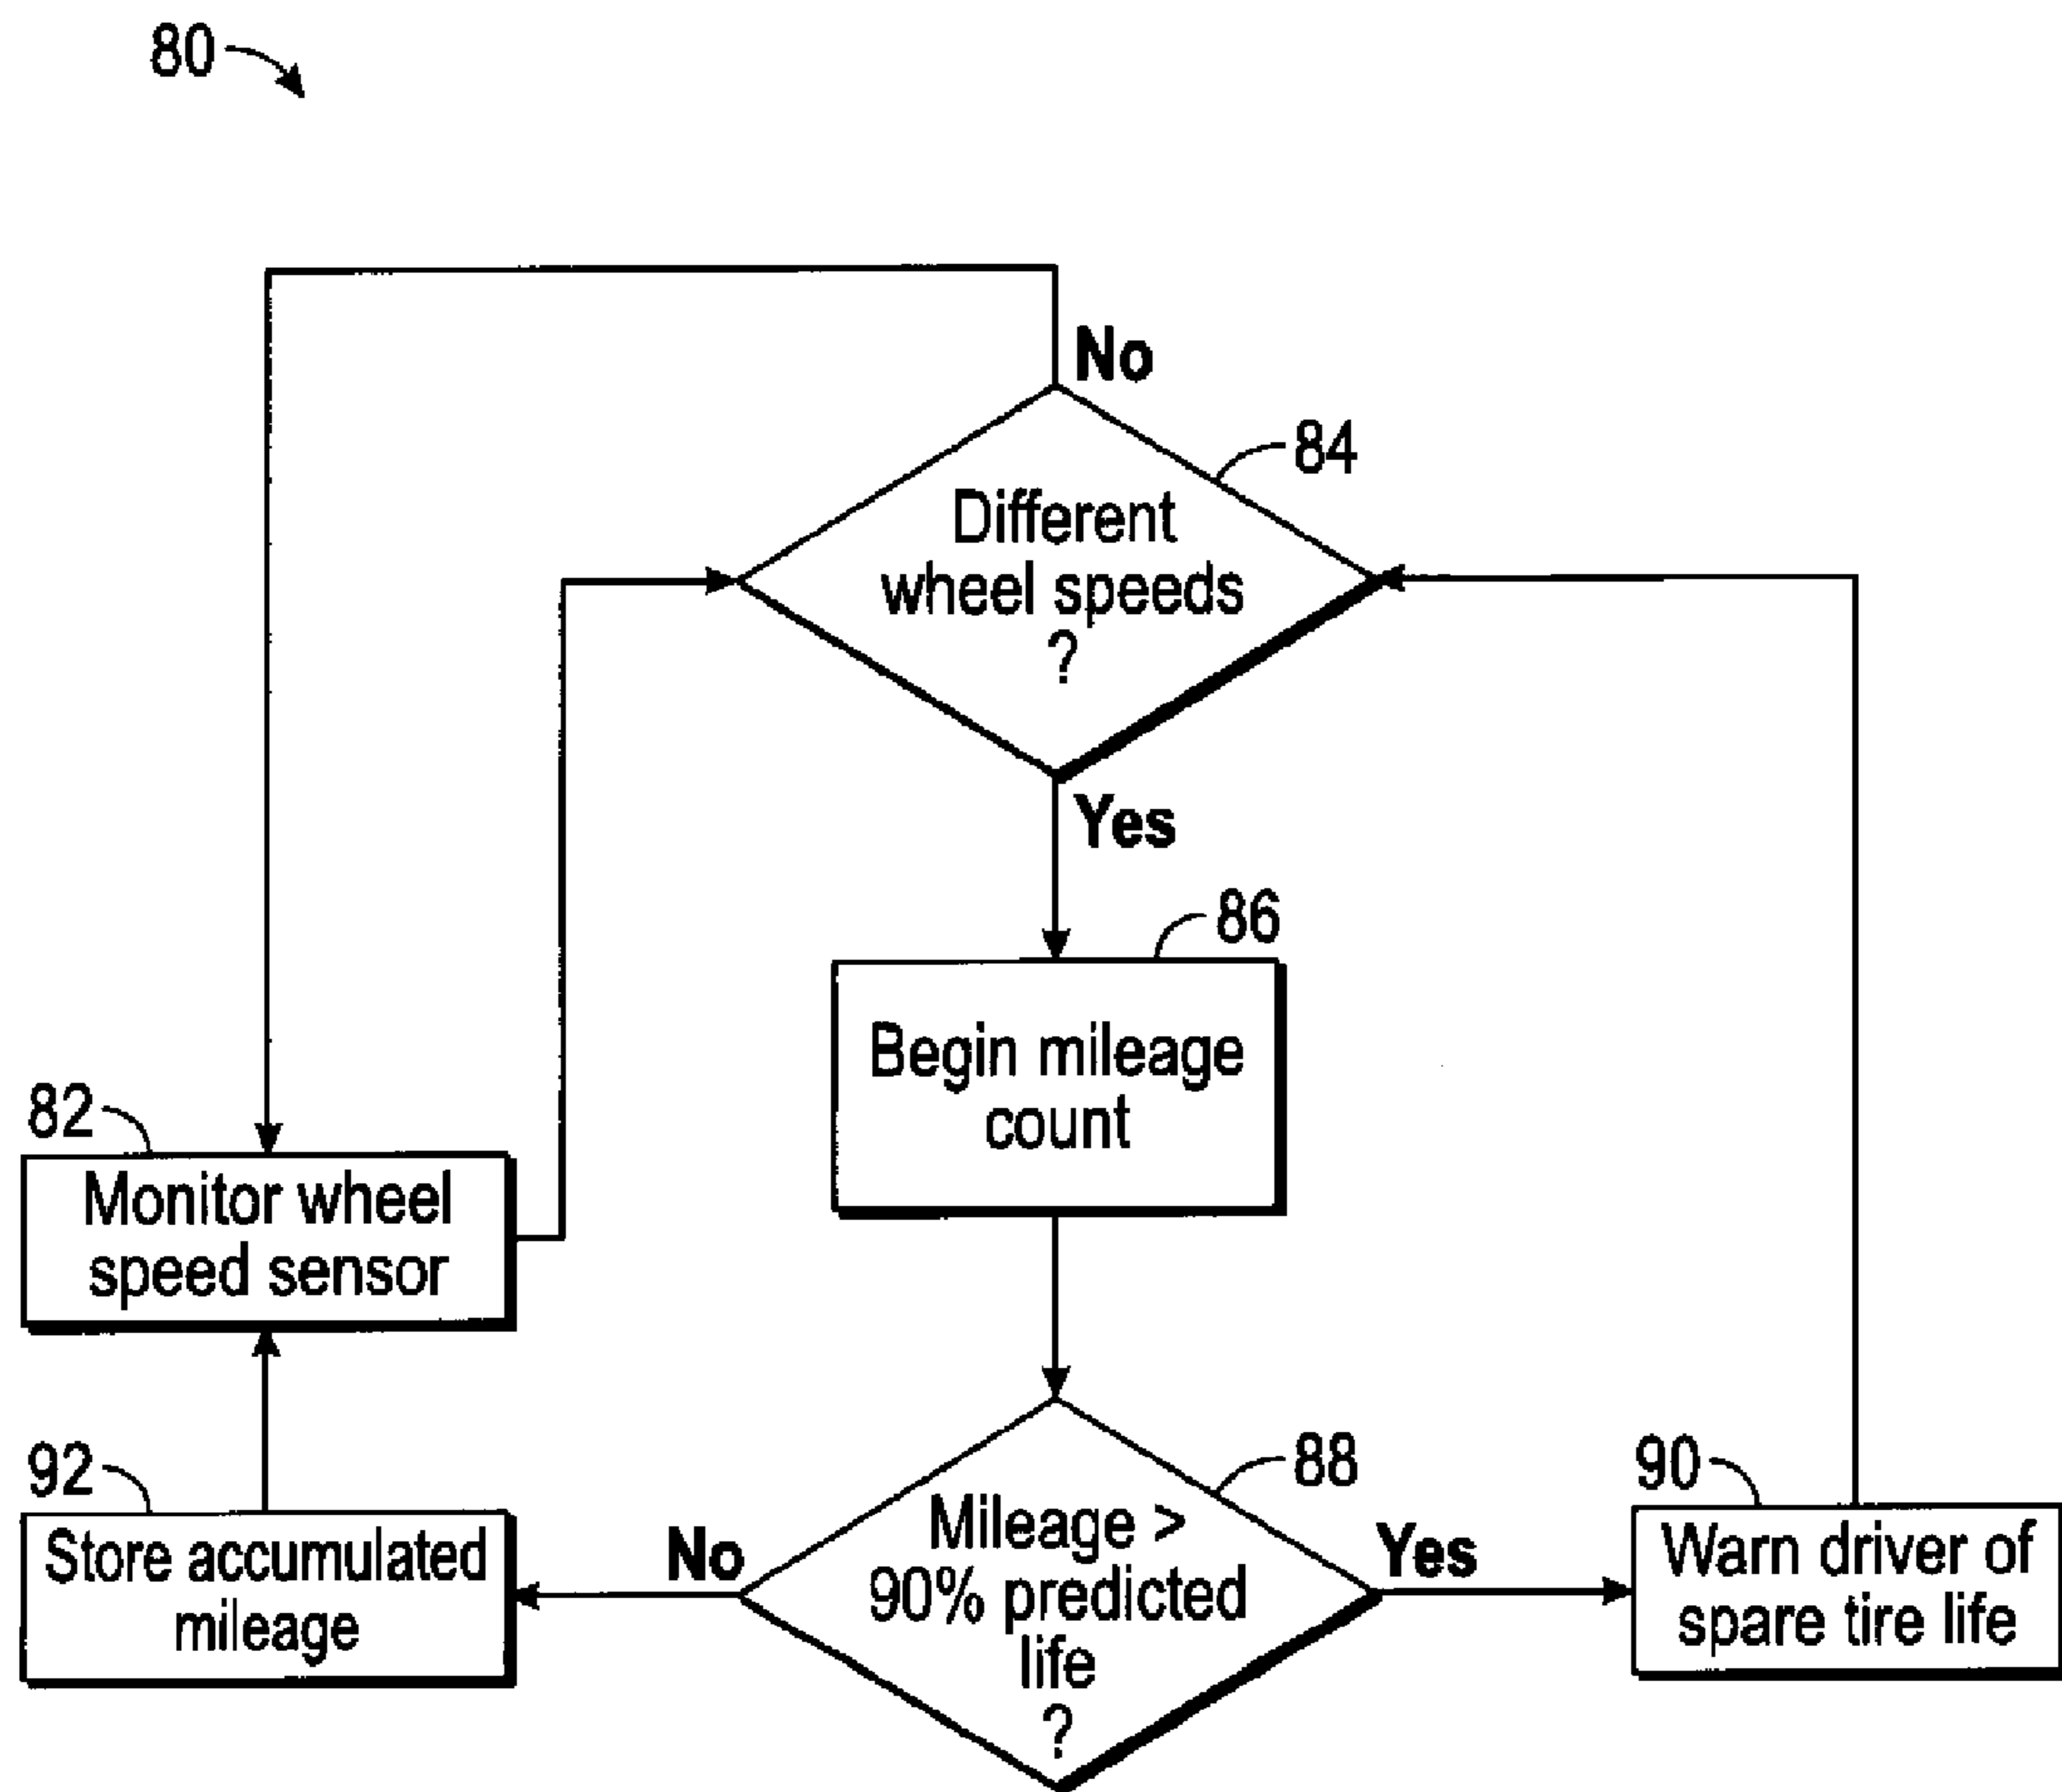 80
No
84
Different
wheel speeds
?
Yes
86
Begin mileage
count
82
Monitor wheel
speed sensor
92
Store accumulated
mileage
No
88
Mileage >
90% predicted
life
?
Yes
90
Warn driver of
spare tire life